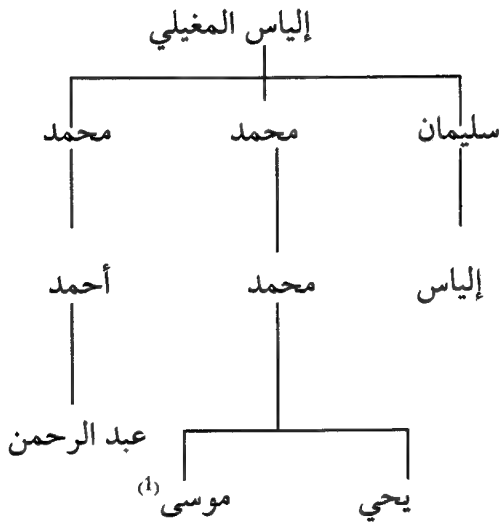 إلياس المغيلي
سليمان محمد محمد
إلياس محمد أحمد
عبد الرحمن
يحي موسى (1)